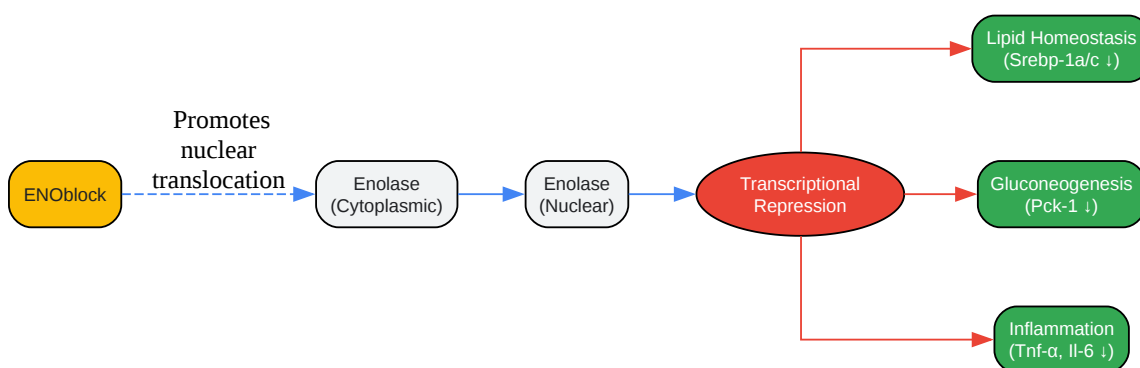 Promotes
nuclear
translocation
ENOblock
Enolase
(Cytoplasmic)
Enolase
(Nuclear)
Transcriptional
Repression
Lipid Homeostasis
(Srebp-1a/c ↓)
Gluconeogenesis
(Pck-1 ↓)
Inflammation
(Tnf-α, Il-6 ↓)